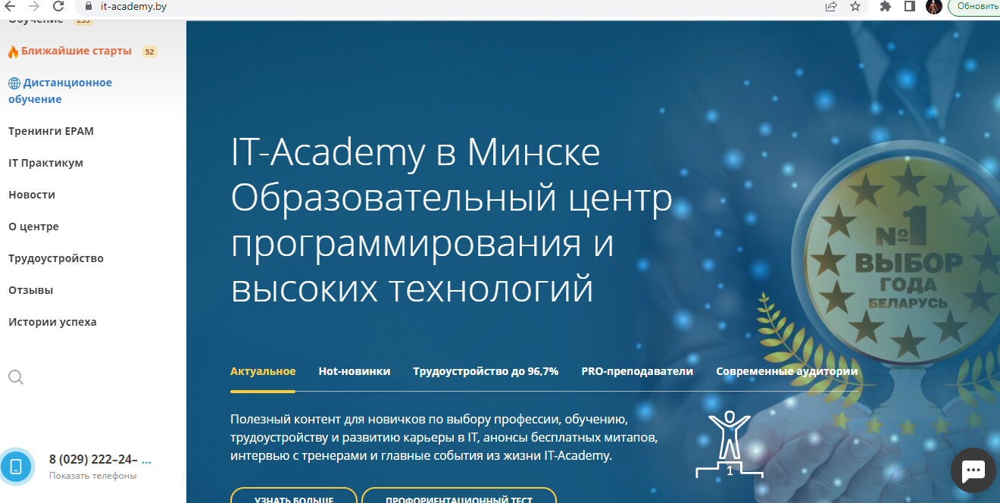 it-academy.by
Обновить
Обучение 255
Ближайшие старты 52
Дистанционное
обучение
Тренинги EPAM
IT Практикум
Новости
О центре
Трудоустройство
Отзывы
Истории успеха
8 (029) 222–24– ...
Показать телефоны
IT-Academy в Минске
Образовательный центр
программирования и
высоких технологий
№1
ВЫБОР
ГОДА
БЕЛАРУСЬ
Актуальное Hot-новинки Трудоустройство до 96,7% PRO-преподаватели Современные аудитории
Полезный контент для новичков по выбору профессии, обучению,
трудоустройству и развитию карьеры в IT, анонсы бесплатных митапов,
интервью с тренерами и главные события из жизни IT-Academy.
1
УЗНАТЬ БОЛЬШЕ ПРОФОРИЕНТАЦИОННЫЙ ТЕСТ